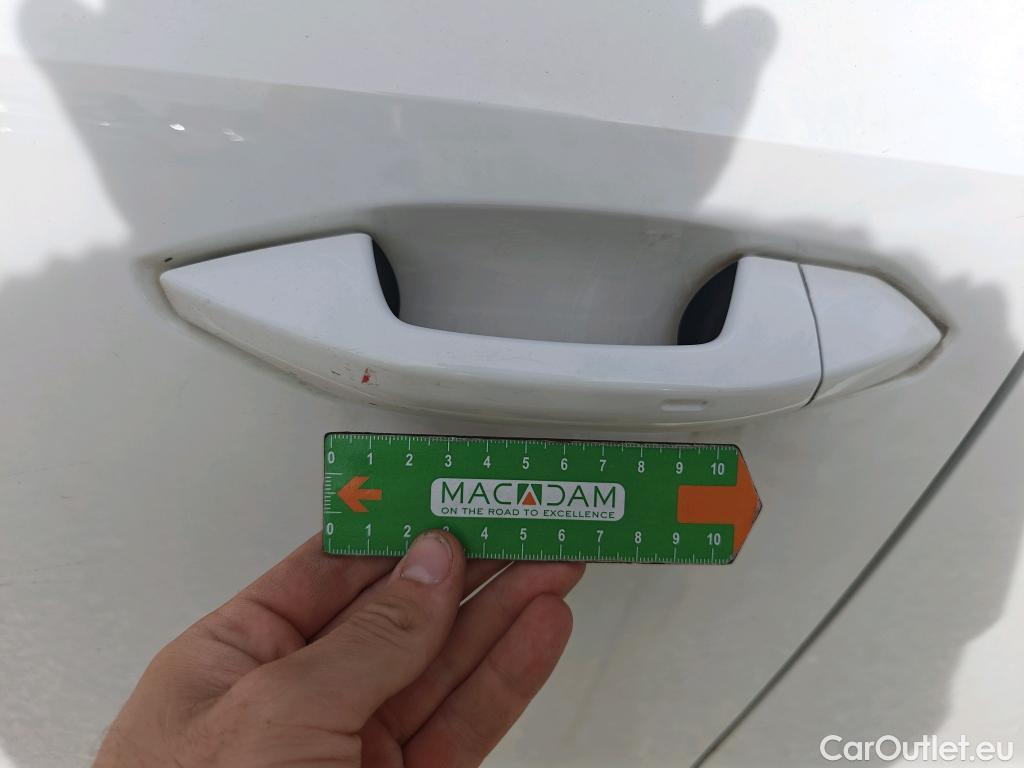 0 1 2 3 4 5 6 7 8 9 10
MACADAM
ON THE ROAD TO EXCELLENCE
0 1 2 3 4 5 6 7 8 9 10
CarOutlet.eu